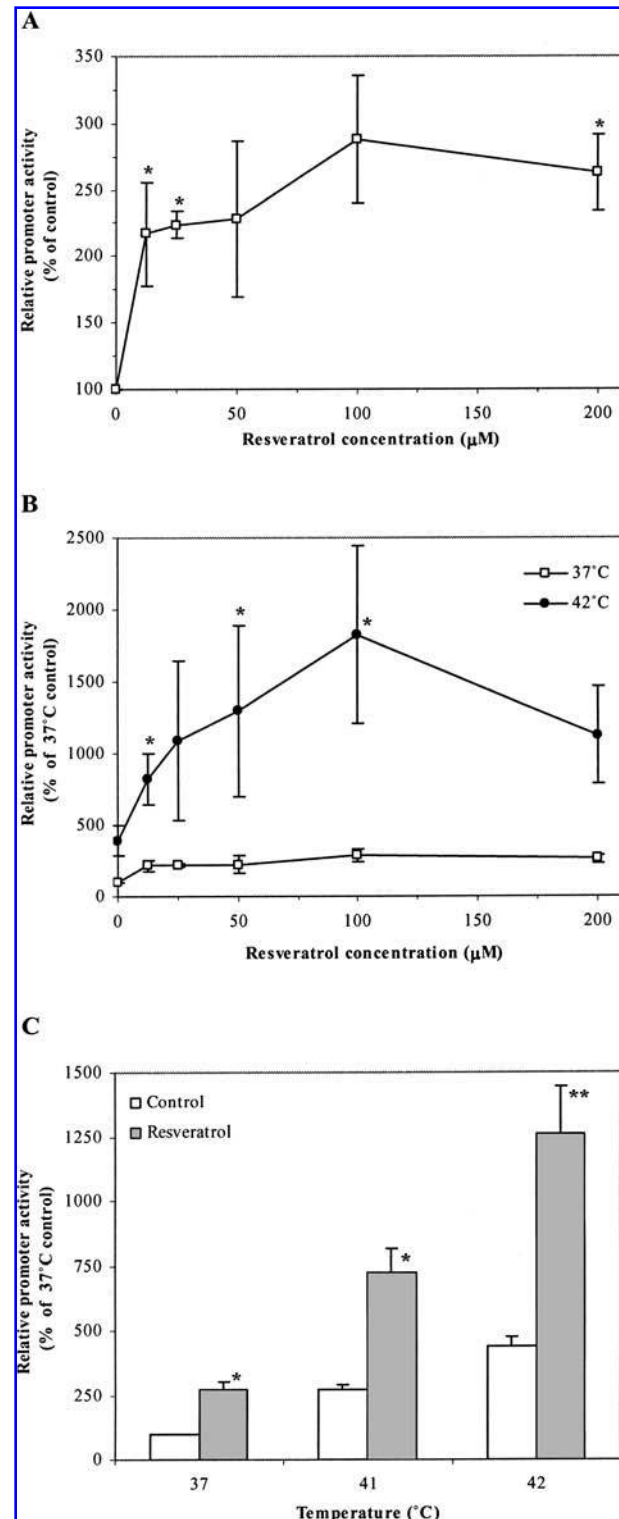 A
350
300
250
200
150
100
0
50
100
150
200
*
*
*
Relative promoter activity
(% of control)
Resveratrol concentration (μM)
B
2500
2000
1500
1000
500
0
0
50
100
150
200
37˚C
42˚C
*
*
*
Relative promoter activity
(% of 37˚C control)
Resveratrol concentration (μM)
C
1500
1250
750
500
250
0
Control
Resveratrol
*
*
**
Relative promoter activity
(% of 37˚C control)
37
41
42
Temperature (˚C)